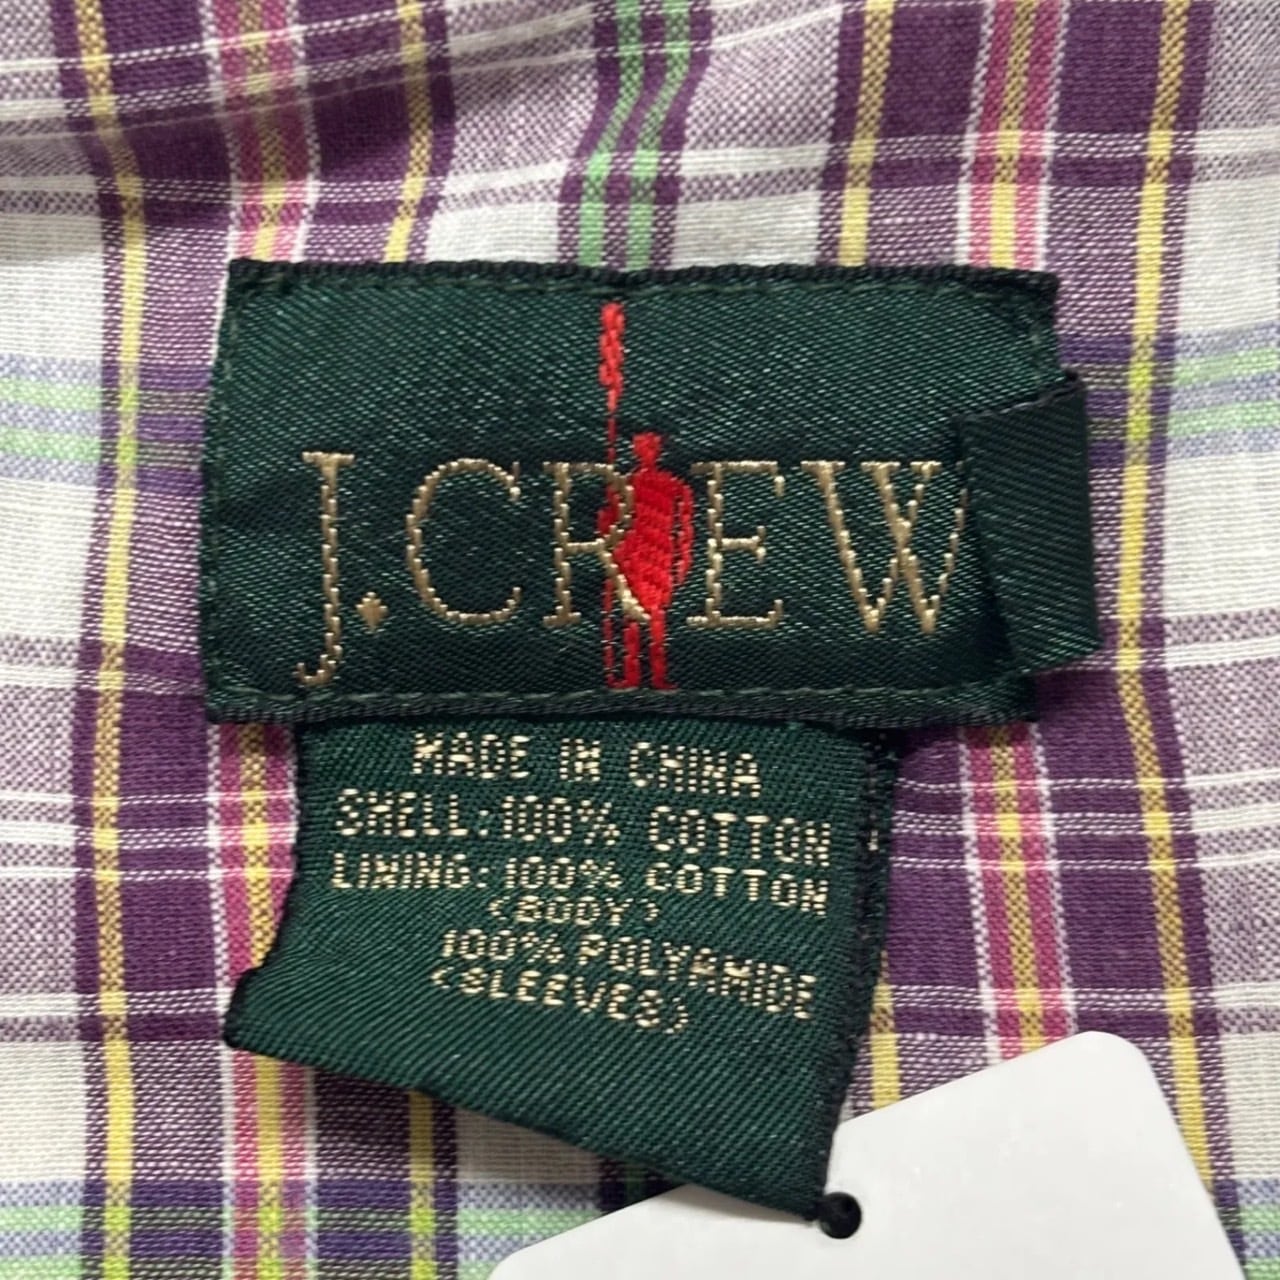 J.CREW
MADE IN CHINA
SHELL:100% COTTON
LINING:100% COTTON
<BODY>
100% POLYAMIDE
<SLEEVES>